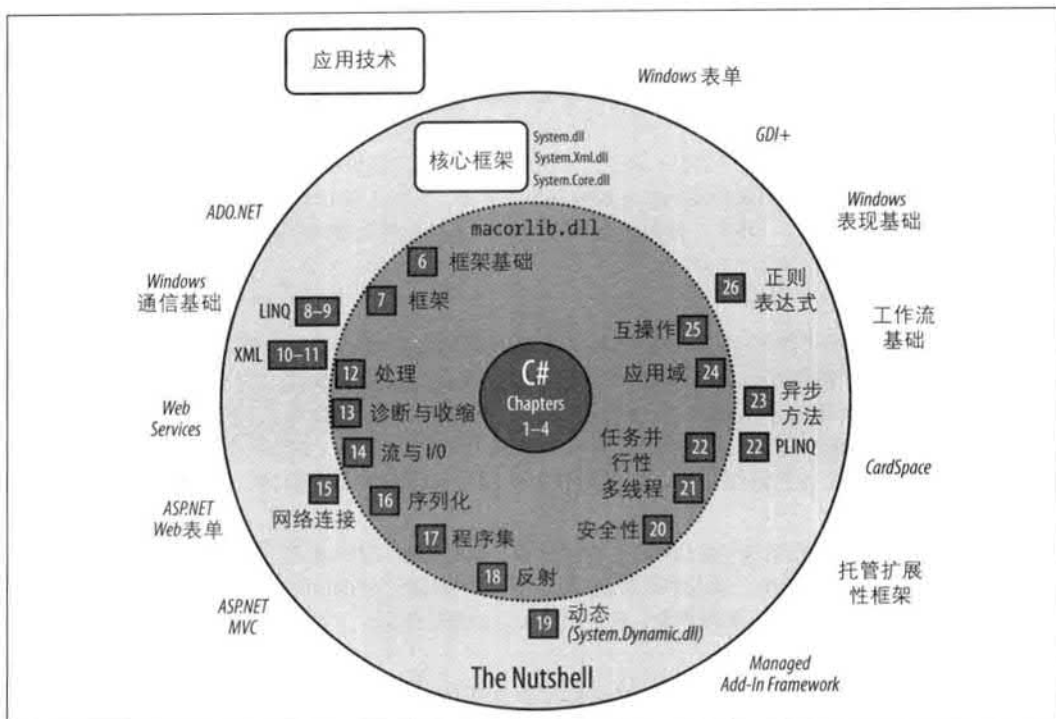 应用技术
Windows 表单
GDI+
核心框架
System.dll
System.Xml.dll
System.Core.dll
ADO.NET
macorlib.dll
Windows
表现基础
6 框架基础
Windows
通信基础
LINQ 8–9
7 框架
26 正则
表达式
工作流
基础
XML 10–11
互操作 25
12 处理
C#
Chapters
1–4
应用域 24
Web
Services
13 诊断与收缩
23 异步
方法
14 流与 I/0
任务并
行性
22
22 PLINQ
CardSpace
多线程 21
15
网络连接
16 序列化
ASP.NET
Web表单
17 程序集
安全性 20
18 反射
托管扩展
性框架
ASP.NET
MVC
19 动态
(System.Dynamic.dll)
The Nutshell
Managed
Add-In Framework